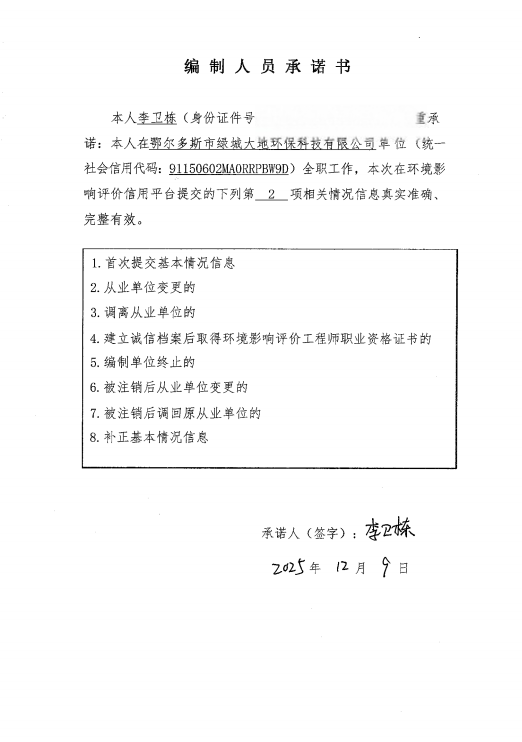 编制人员承诺书
本人李卫栋（身份证件号 承
诺：本人在鄂尔多斯市绿城大地环保科技有限公司单位（统一
社会信用代码：91150602MA0RRPBW9D）全职工作，本次在环境影
响评价信用平台提交的下列第 2 项相关情况信息真实准确、
完整有效。
1.首次提交基本情况信息
2.从业单位变更的
3.调离从业单位的
4.建立诚信档案后取得环境影响评价工程师职业资格证书的
5.编制单位终止的
6.被注销后从业单位变更的
7.被注销后调回原从业单位的
8.补正基本情况信息
承诺人（签字）：李卫栋
2025年 12月 9日